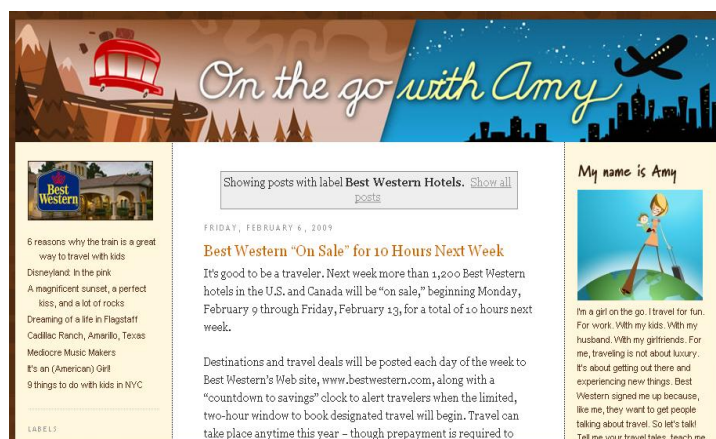 On the go with Amy
Best
Western
6 reasons why the train is a great
way to travel with kids
Disneyland: In the pink
A magnificent sunset, a perfect
kiss, and a lot of rocks
Dreaming of a life in Flagstaff
Cadillac Ranch, Amarillo, Texas
Mediocre Music Makers
It's an (American) Girl!
9 things to do with kids in NYC
LABELS
Showing posts with label Best Western Hotels. Show all
posts
FRIDAY, FEBRUARY 6, 2009
Best Western “On Sale” for 10 Hours Next Week
It's good to be a traveler. Next week more than 1,200 Best Western
hotels in the U.S. and Canada will be “on sale,” beginning Monday,
February 9 through Friday, February 13, for a total of 10 hours next
week.
Destinations and travel deals will be posted each day of the week to
Best Western's Web site, www.bestwestern.com, along with a
“countdown to savings” clock to alert travelers when the limited,
two-hour window to book designated travel will begin. Travel can
take place anytime this year – though prepayment is required to
My name is Amy
I'm a girl on the go. I travel for fun.
For work. With my kids. With my
husband. With my girlfriends. For
me, traveling is not about luxury.
It's about getting out there and
experiencing new things. Best
Western signed me up because,
like me, they want to get people
talking about travel. So let's talk!
Tell me your travel tales, teach me